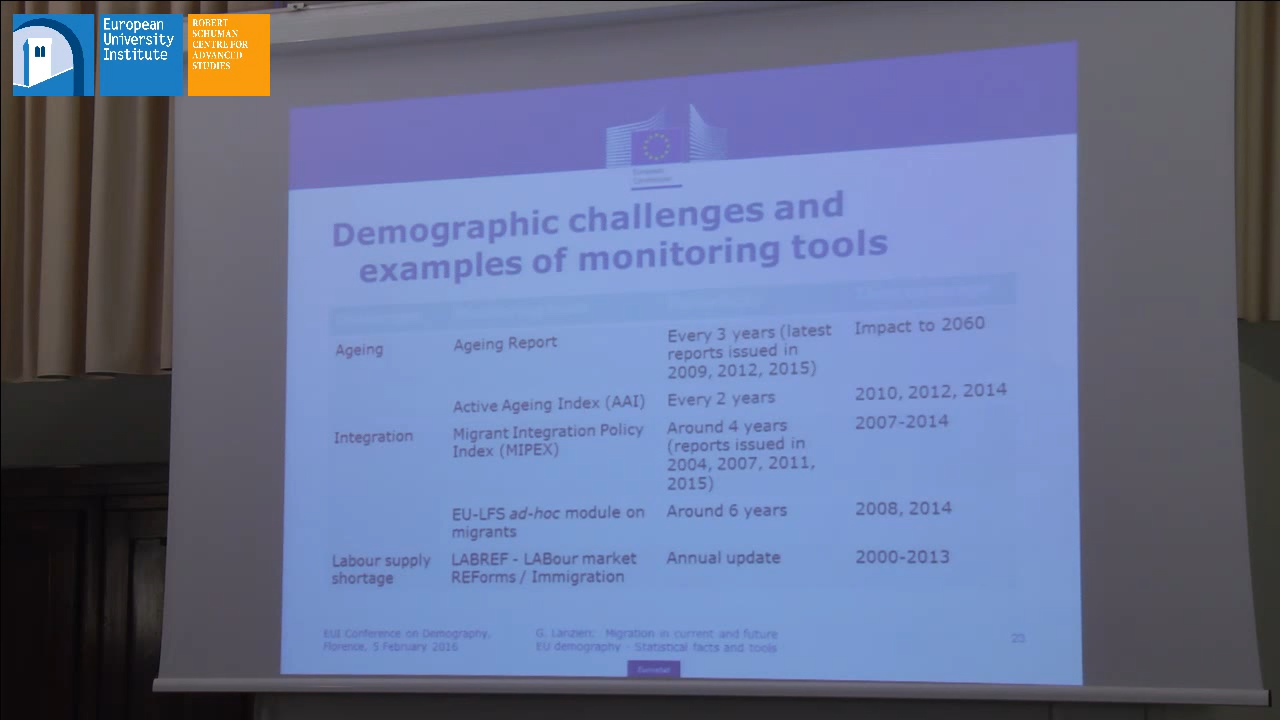 European
University
Institute
ROBERT
SCHUMAN
CENTRE FOR
ADVANCED
STUDIES
European
Commission
Demographic challenges and
examples of monitoring tools
Ageing
Ageing Report
Every 3 years (latest
reports issued in
2009, 2012, 2015)
Impact to 2060
Active Ageing Index (AAI)
Every 2 years
2010, 2012, 2014
Integration
Migrant Integration Policy
Index (MIPEX)
Around 4 years
(reports issued in
2004, 2007, 2011,
2015)
2007-2014
EU-LFS ad-hoc module on
migrants
Around 6 years
2008, 2014
Labour supply
shortage
LABREF - LABour market
REForms / Immigration
Annual update
2000-2013
EUI Conference on Demography,
Florence, 5 February 2016
G. Lanzieri: Migration in current and future
EU demography - Statistical facts and tools
23
Eurostat